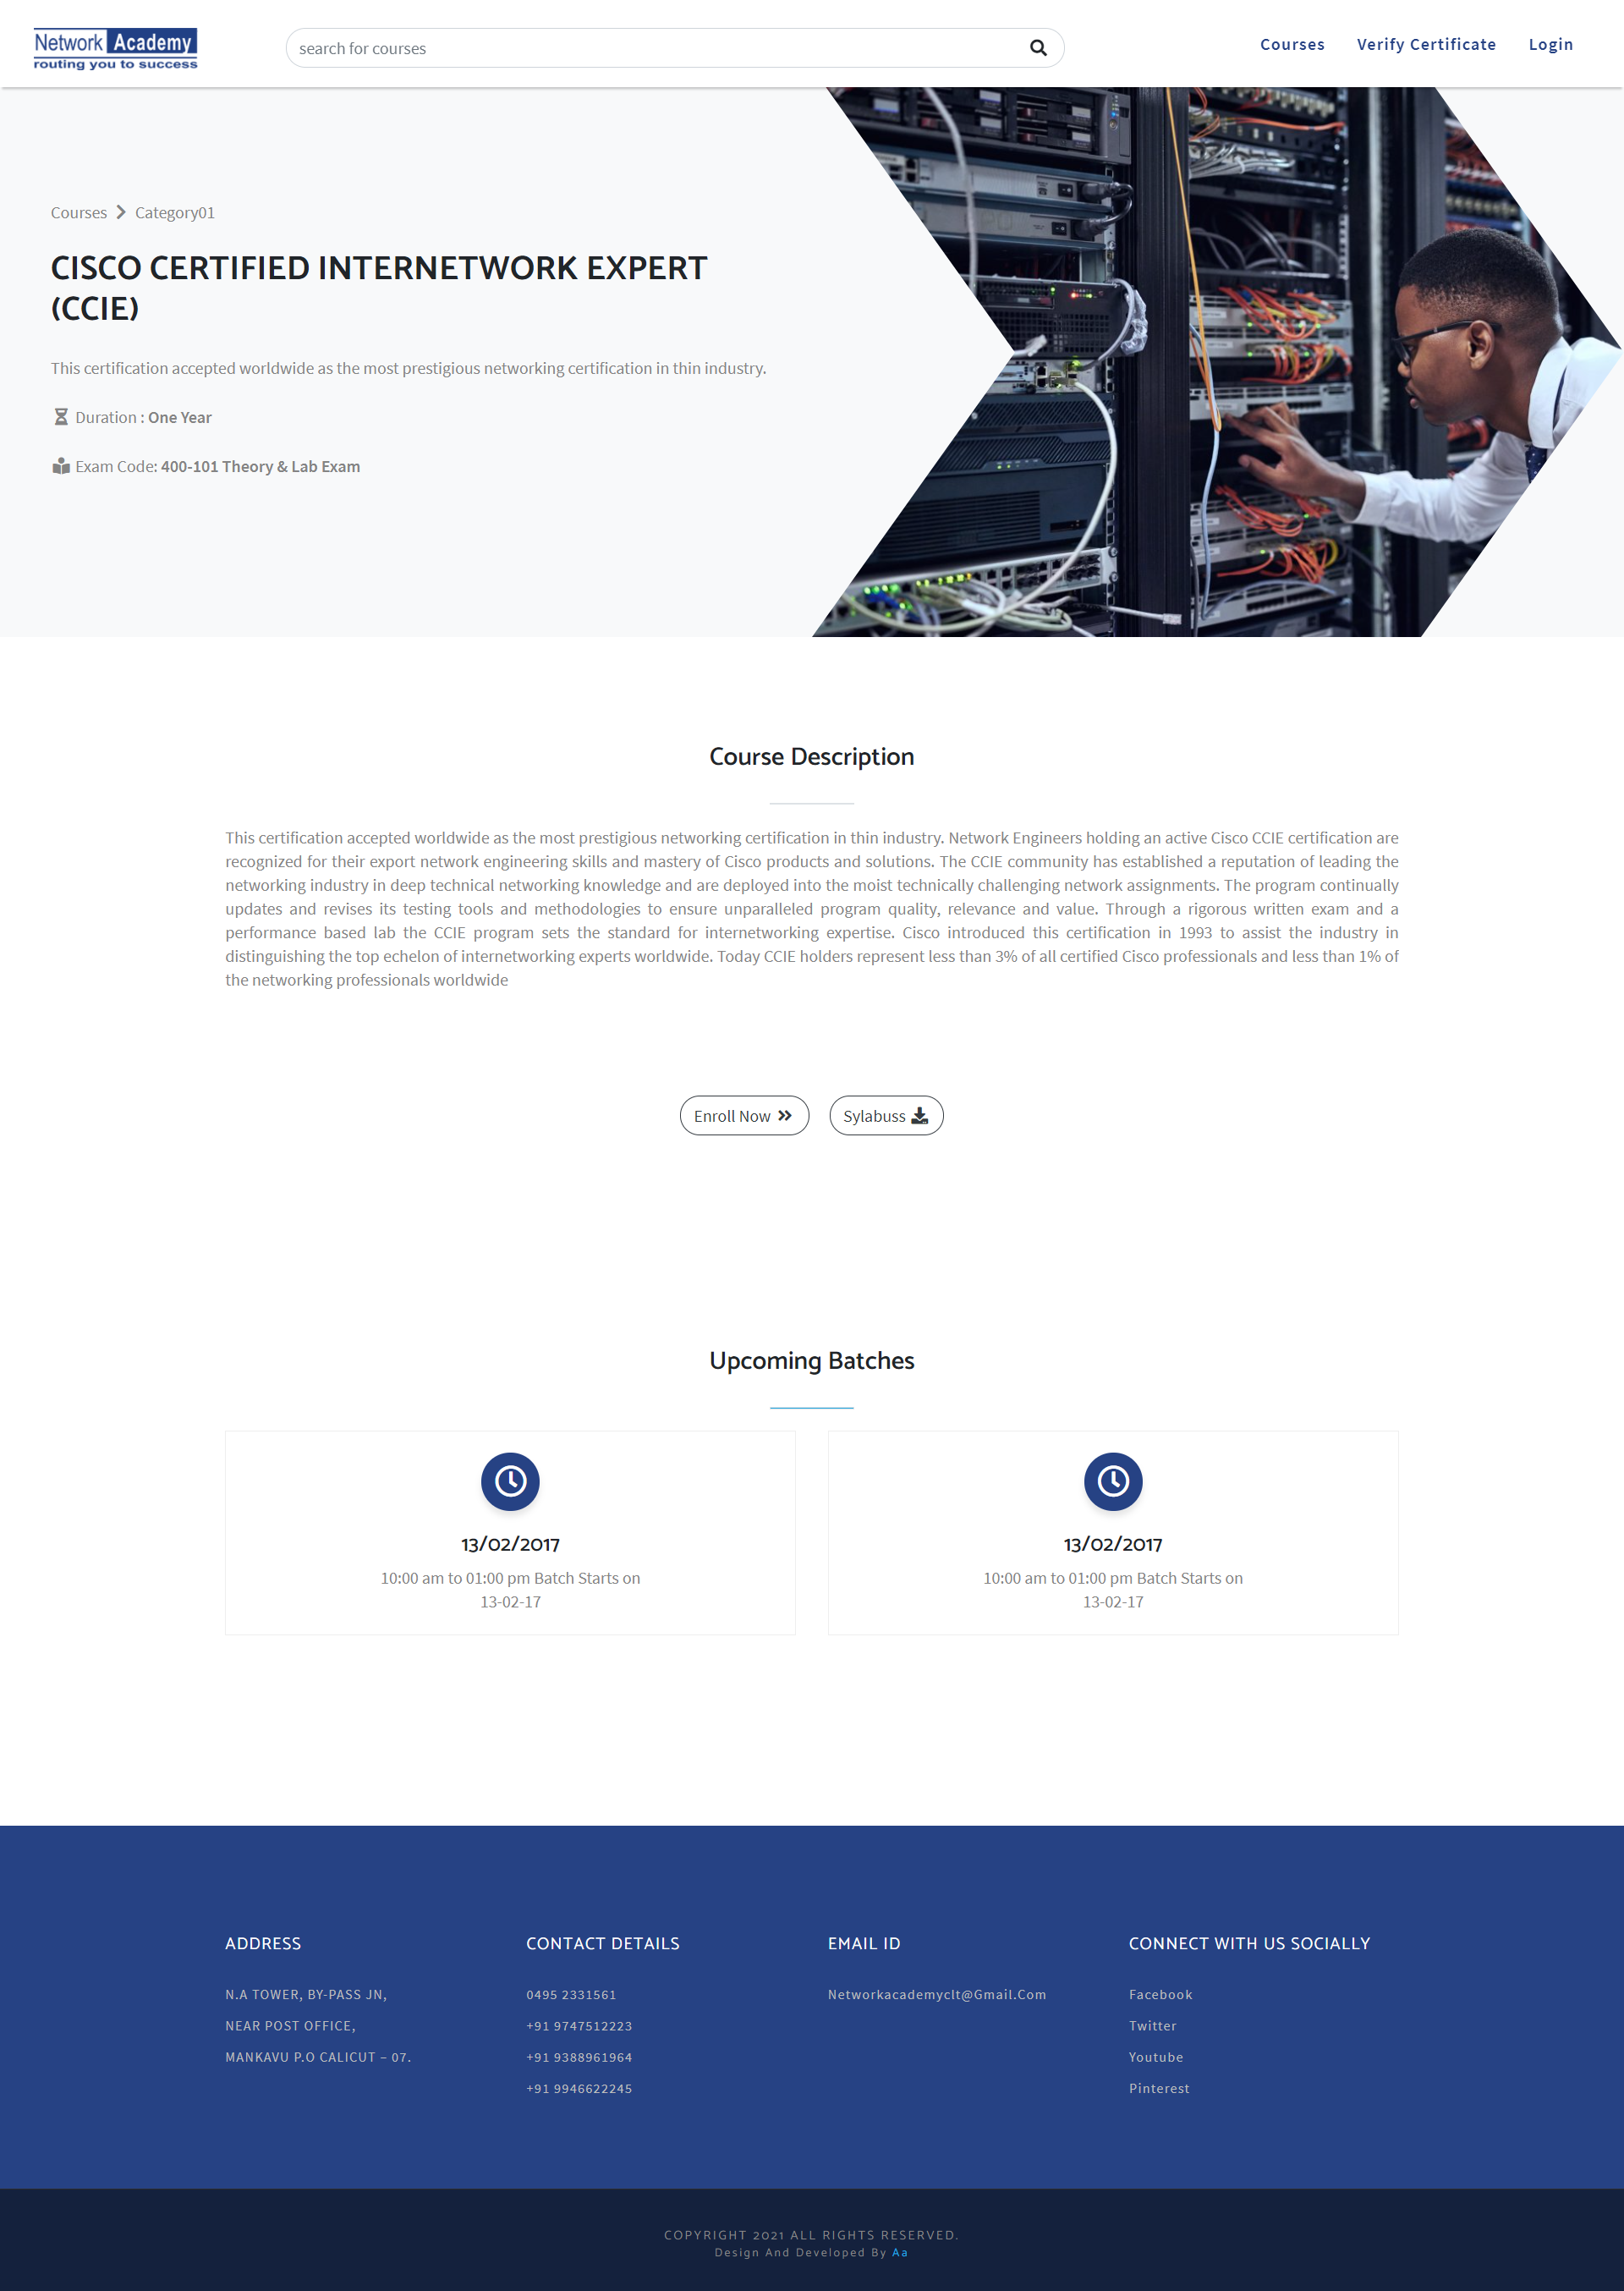 Network Academy
routing you to success
search for courses
Courses
Verify Certificate
Login
Courses
Category01
CISCO CERTIFIED INTERNETWORK EXPERT
(CCIE)
This certification accepted worldwide as the most prestigious networking certification in thin industry.
Duration : One Year
Exam Code: 400-101 Theory & Lab Exam
Course Description
This certification accepted worldwide as the most prestigious networking certification in thin industry. Network Engineers holding an active Cisco CCIE certification are
recognized for their export network engineering skills and mastery of Cisco products and solutions. The CCIE community has established a reputation of leading the
networking industry in deep technical networking knowledge and are deployed into the moist technically challenging network assignments. The program continually
updates and revises its testing tools and methodologies to ensure unparalleled program quality, relevance and value. Through a rigorous written exam and a
performance based lab the CCIE program sets the standard for internetworking expertise. Cisco introduced this certification in 1993 to assist the industry in
distinguishing the top echelon of internetworking experts worldwide. Today CCIE holders represent less than 3% of all certified Cisco professionals and less than 1% of
the networking professionals worldwide
Enroll Now
Sylabuss
Upcoming Batches
13/02/2017
10:00 am to 01:00 pm Batch Starts on
13-02-17
13/02/2017
10:00 am to 01:00 pm Batch Starts on
13-02-17
ADDRESS
N.A TOWER, BY-PASS JN,
NEAR POST OFFICE,
MANKAVU P.O CALICUT – 07.
CONTACT DETAILS
0495 2331561
+91 9747512223
+91 9388961964
+91 9946622245
EMAIL ID
Networkacademyclt@Gmail.Com
CONNECT WITH US SOCIALLY
Facebook
Twitter
Youtube
Pinterest
COPYRIGHT 2021 ALL RIGHTS RESERVED.
Design And Developed By Aa